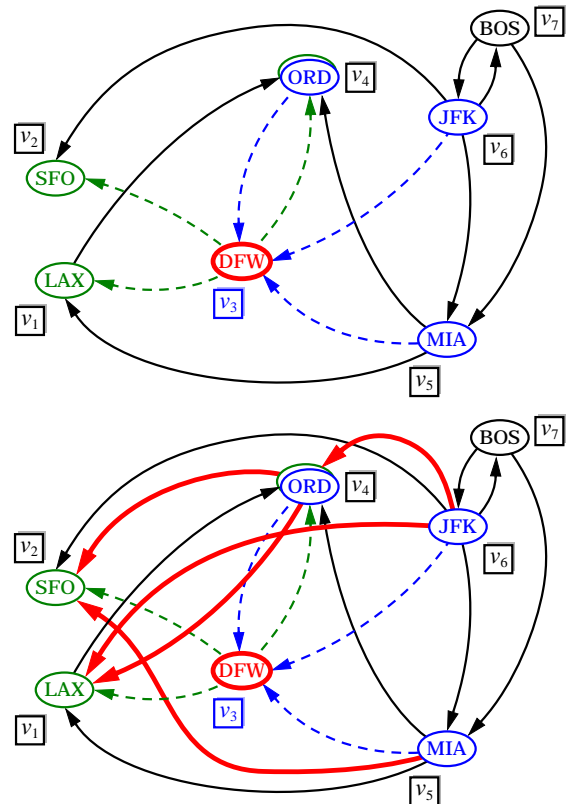 BOS
v7
ORD
v4
JFK
v6
v2
SFO
DFW
v3
LAX
v1
MIA
v5
BOS
v7
ORD
v4
JFK
v6
v2
SFO
DFW
v3
LAX
v1
MIA
v5